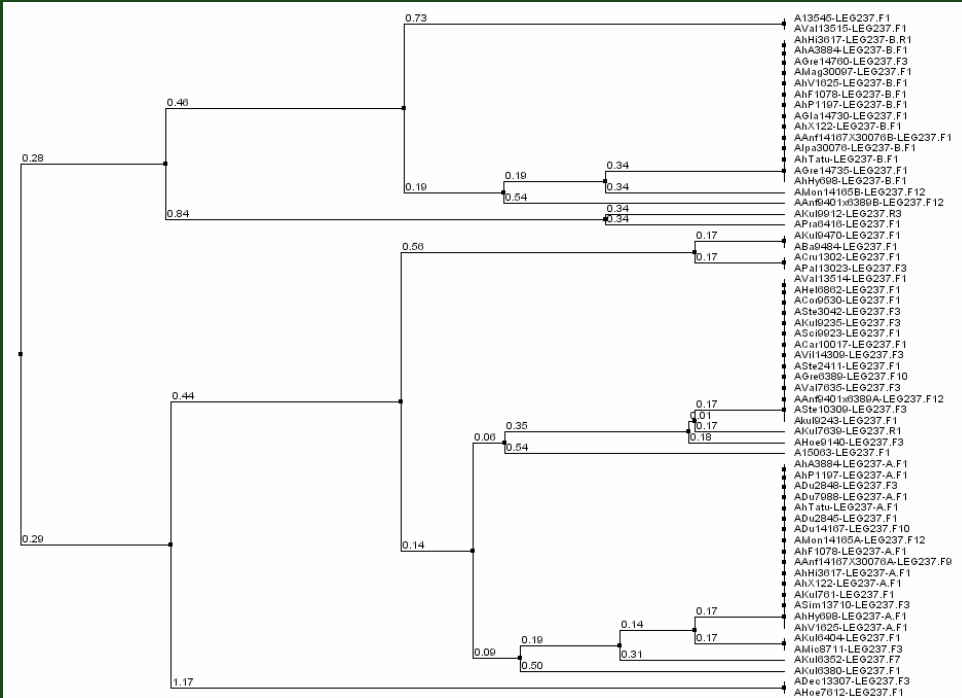 0.73 A13545-LEG237.F1
AVal13515-LEG237.F1
AhHi3617-LEG237-B.R1
AhA3884-LEG237-B.F1
AGre14760-LEG237.F3
AMag30097-LEG237.F1
AhV1625-LEG237-B.F1
AhF1078-LEG237-B.F1
0.46 AhP1197-LEG237-B.F1
AGla14730-LEG237.F1
AhX122-LEG237-B.F1
AAnf14167X30076B-LEG237.F1
AIpa30076-LEG237-B.F1
0.28 AhTatu-LEG237-B.F1
0.34 AGre14735-LEG237.F1
0.19 AhHy698-LEG237-B.F1
0.19 0.34 AMon14165B-LEG237.F12
0.54 AAnf9401x6389B-LEG237.F12
0.34 AKul9912-LEG237.R3
0.84 0.34 APra6416-LEG237.F1
0.17 AKul9470-LEG237.F1
0.56 ABa9484-LEG237.F1
0.17 ACru1302-LEG237.F1
APal13023-LEG237.F3
AVal13514-LEG237.F1
AHel6862-LEG237.F1
ACor9530-LEG237.F1
ASte3042-LEG237.F3
AKul9235-LEG237.F3
ASci9923-LEG237.F1
ACar10017-LEG237.F1
AVil14309-LEG237.F3
ASte2411-LEG237.F1
AGre6389-LEG237.F10
AVal7635-LEG237.F3
0.44 AAnf9401x6389A-LEG237.F12
0.17 ASte10309-LEG237.F3
0.01 Akul9243-LEG237.F1
0.35 0.17 AKul7639-LEG237.R1
0.06 0.18 AHoe9140-LEG237.F3
0.54 A15063-LEG237.F1
AhA3884-LEG237-A.F1
AhP1197-LEG237-A.F1
ADu2848-LEG237.F3
ADu7988-LEG237-A.F1
AhTatu-LEG237-A.F1
ADu2845-LEG237.F1
ADu14167-LEG237.F10
0.29 AMon14165A-LEG237.F12
0.14 AhF1078-LEG237-A.F1
AAnf14167X30076A-LEG237.F9
AhHi3617-LEG237-A.F1
AhX122-LEG237-A.F1
AKul761-LEG237.F1
ASim13710-LEG237.F3
0.17 AhHy698-LEG237-A.F1
0.14 AhV1625-LEG237-A.F1
0.19 0.17 AKul6404-LEG237.F1
AMic8711-LEG237.F3
0.09 0.31 AKul6352-LEG237.F7
0.50 AKul6380-LEG237.F1
1.17 ADec13307-LEG237.F3
AHoe7612-LEG237.F1